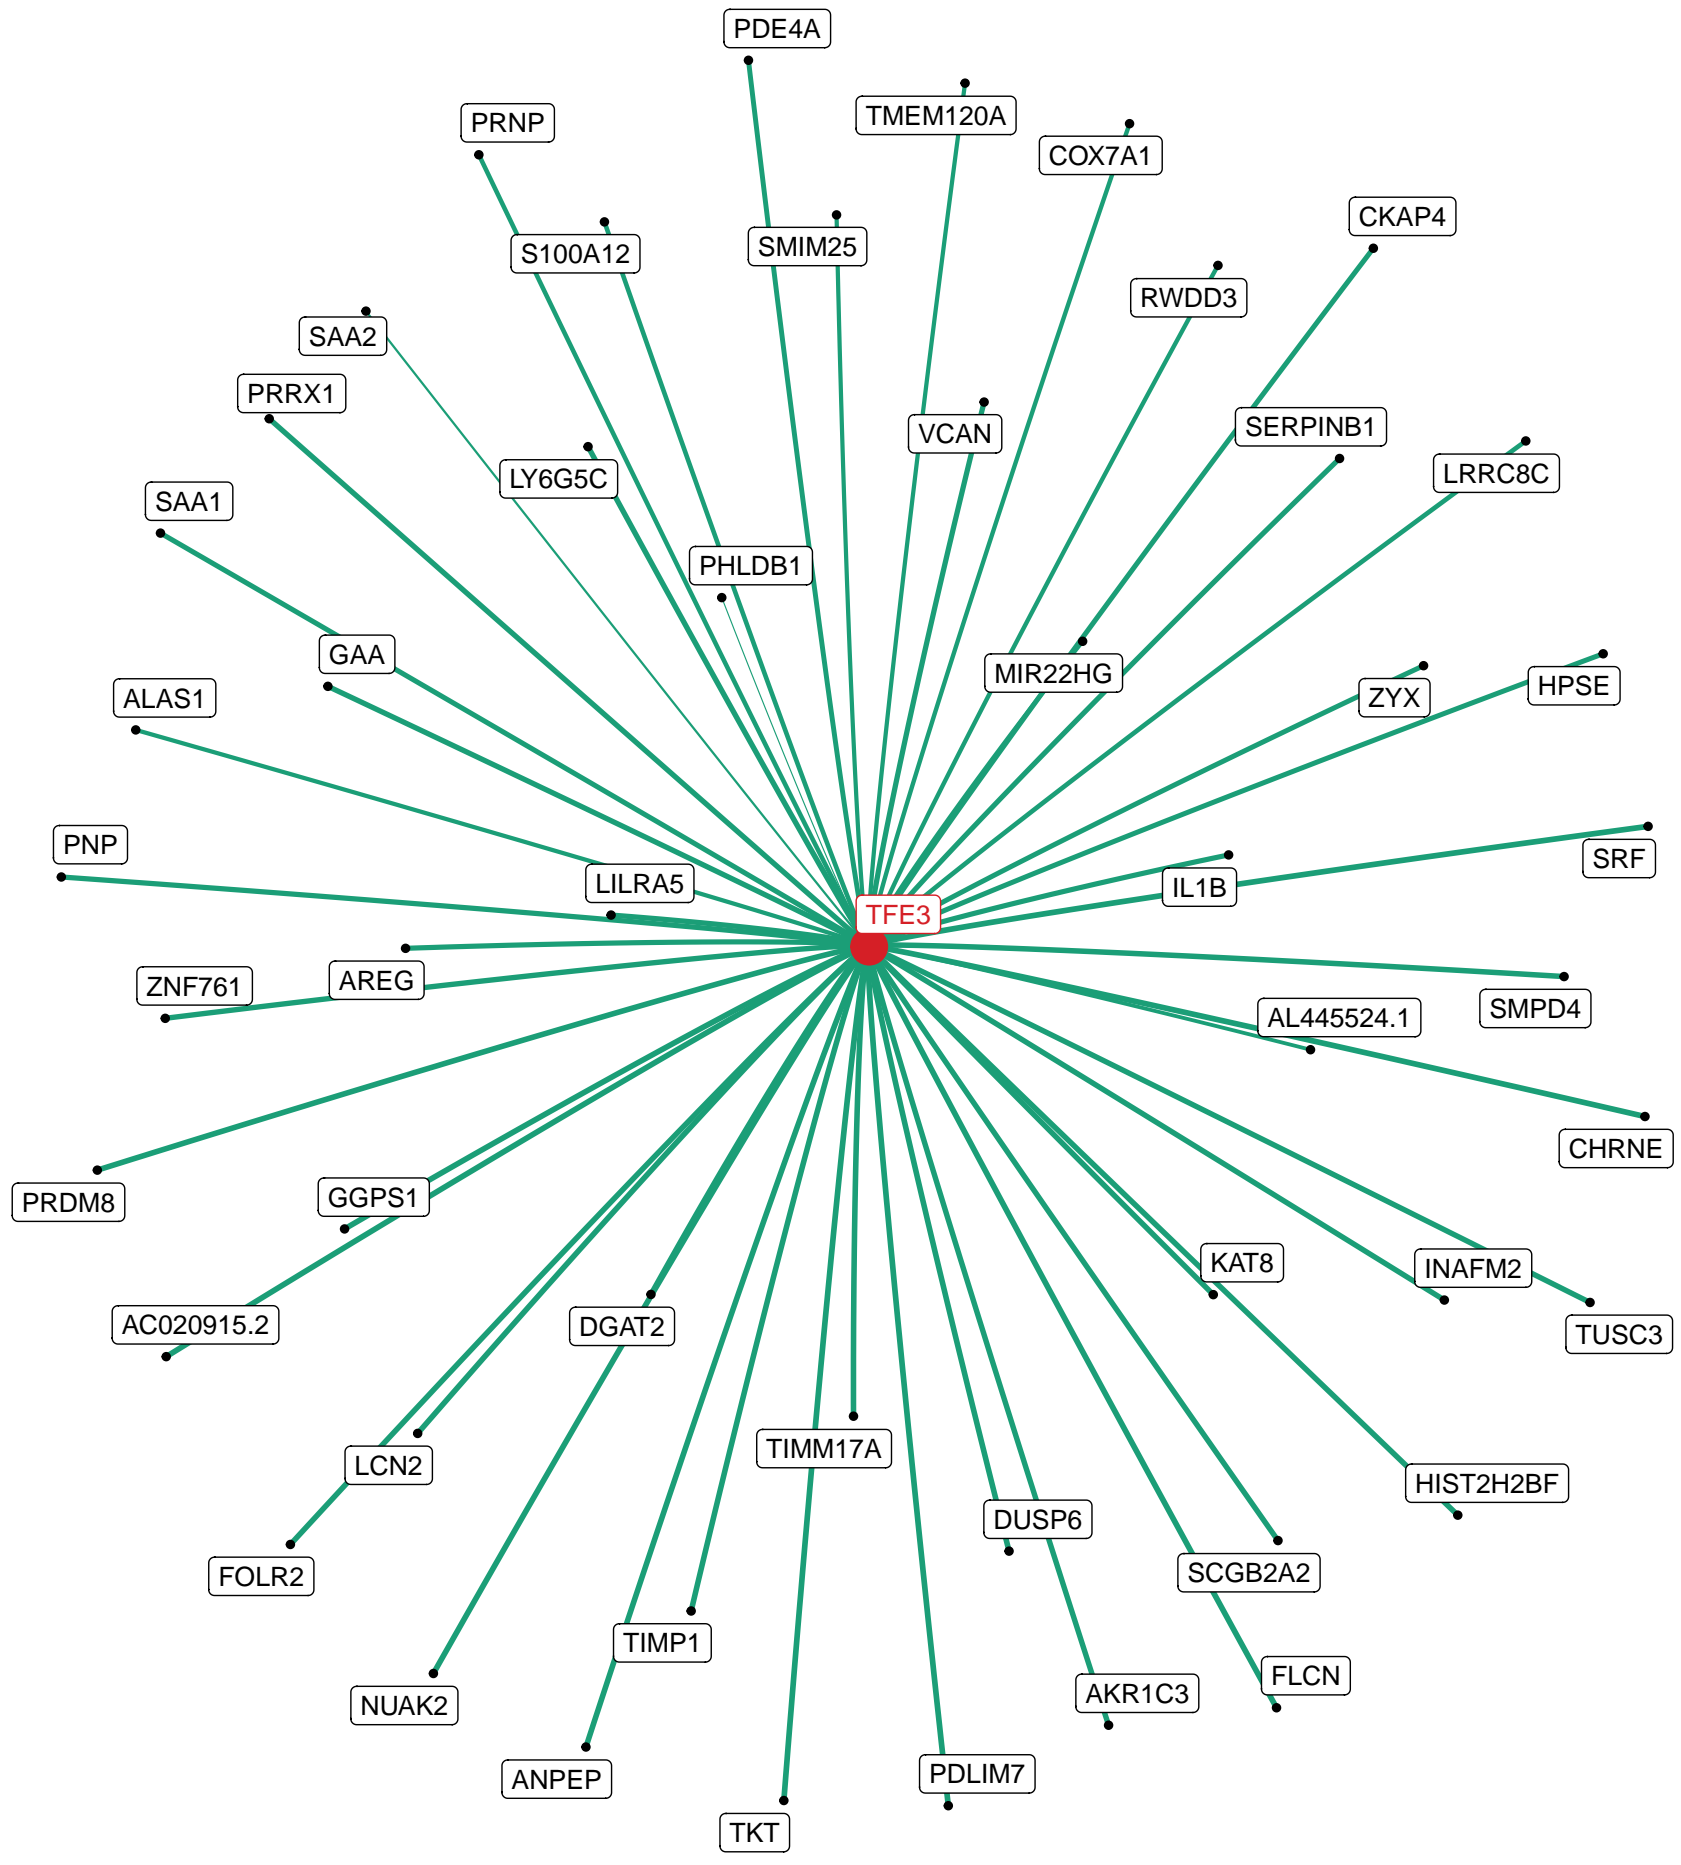 PDE4A
TMEM120A
PRNP
COX7A1
CKAP4
SMIM25
S100A12
RWDD3
SAA2
PRRX1
SERPINB1
VCAN
LRRC8C
LY6G5C
SAA1
PHLDB1
GAA
MIR22HG
HPSE
ALAS1
ZYX
PNP
SRF
LILRA5
IL1B
TFE3
AREG
ZNF761
SMPD4
AL445524.1
CHRNE
GGPS1
PRDM8
KAT8
INAFM2
AC020915.2
DGAT2
TUSC3
TIMM17A
LCN2
HIST2H2BF
DUSP6
SCGB2A2
FOLR2
TIMP1
FLCN
AKR1C3
NUAK2
PDLIM7
ANPEP
TKT